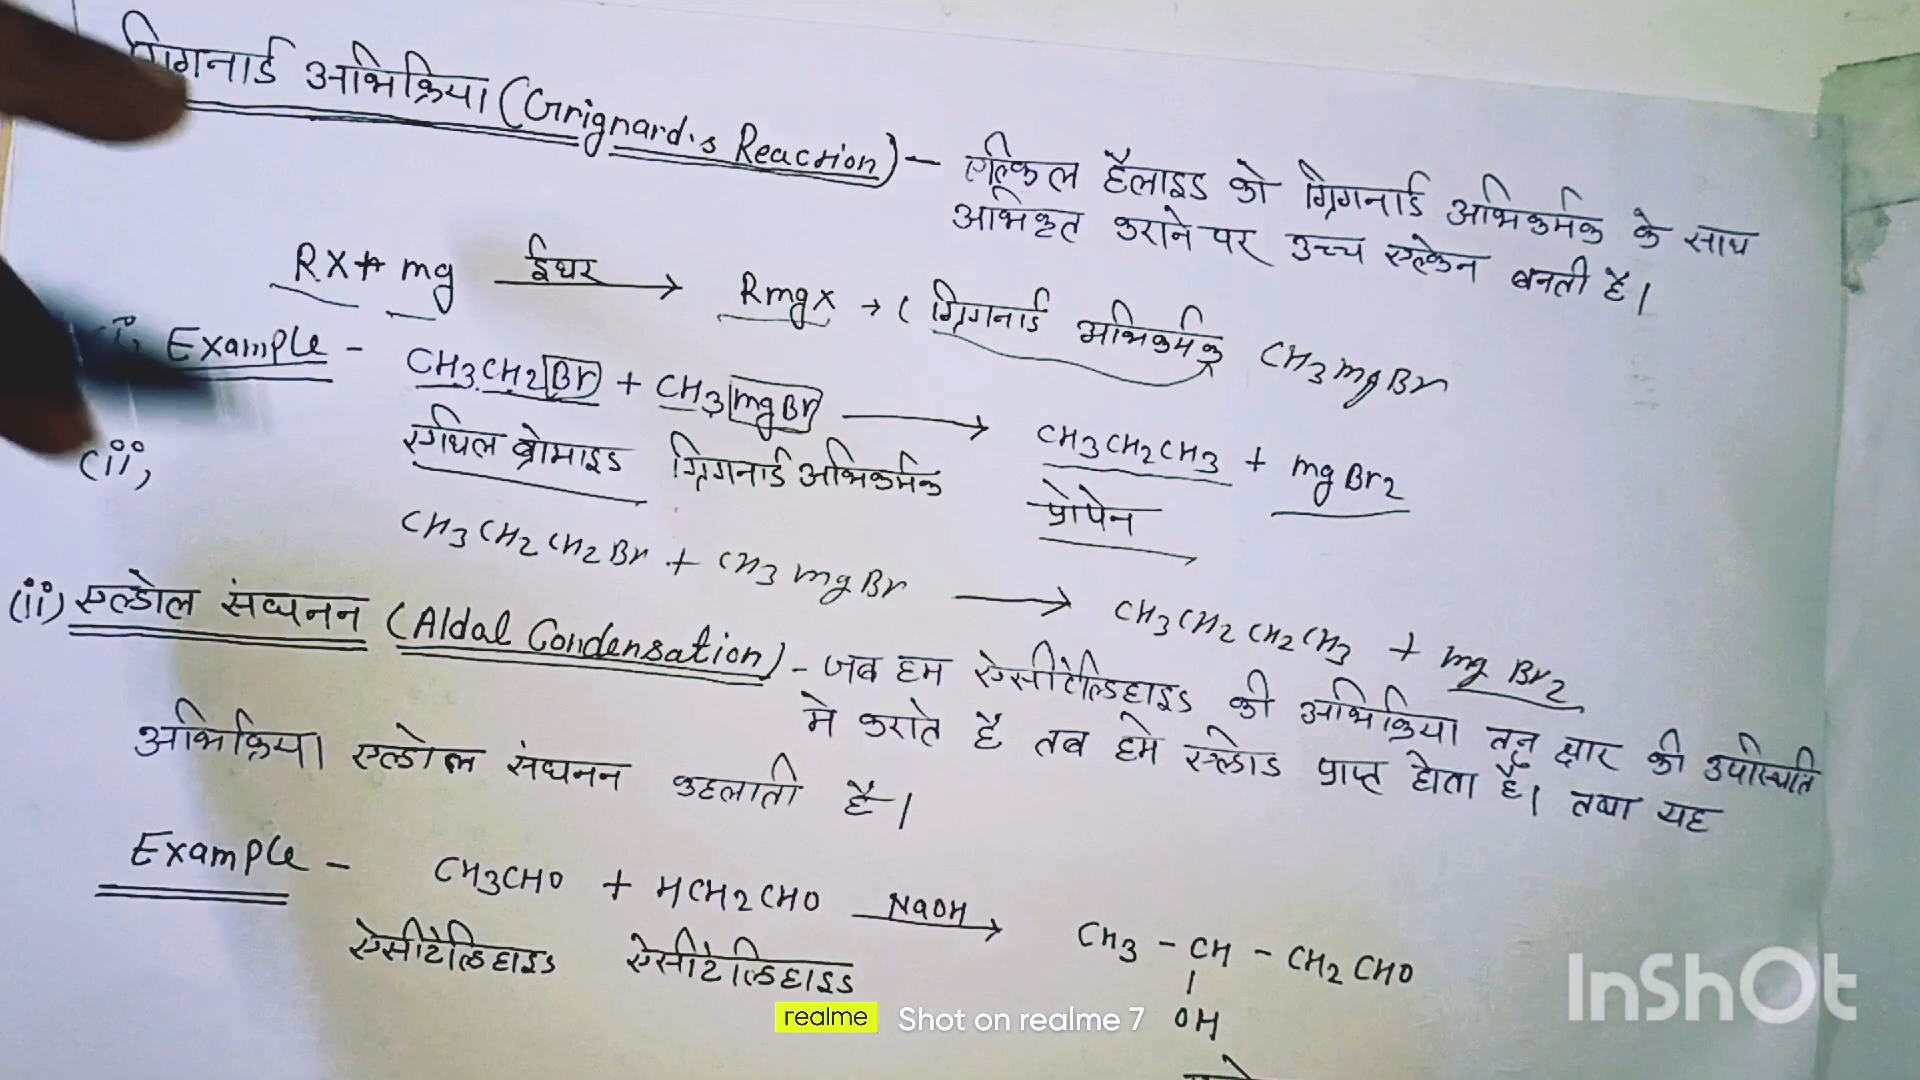 ग्रिगनार्ड अभिक्रिया (Grignard's Reaction) - एल्किल हैलाइड को ग्रिगनार्ड अभिकर्मक के साथ
अभिकृत कराने पर उच्च एल्केन बनती है।
RX + mg ईथर → Rmgx → ( ग्रिगनार्ड अभिकर्मक CH3mgBr
i, Example - CH3CH2Br + CH3mgBr → CH3CH2CH3 + mgBr2
एथिल ब्रोमाइड ग्रिगनार्ड अभिकर्मक प्रोपेन
(ii,
CH3CH2CH2Br + CH3mgBr → CH3CH2CH2CH3 + mgBr2
(ii) एल्डोल संघनन (Aldal Condensation) - जब हम ऐसीटैल्डिहाइड की अभिक्रिया तनु क्षार की उपस्थिति
मे कराते है तब हमे एल्डोड प्राप्त होता है। तथा यह
अभिक्रिया एल्डोल संघनन कहलाती है।
Example - CH3CHO + HCH2CHO NaOH → CH3 - CH - CH2CHO
ऐसीटैल्डिहाइड ऐसीटैल्डिहाइड
OH
InShOt
realme Shot on realme 7